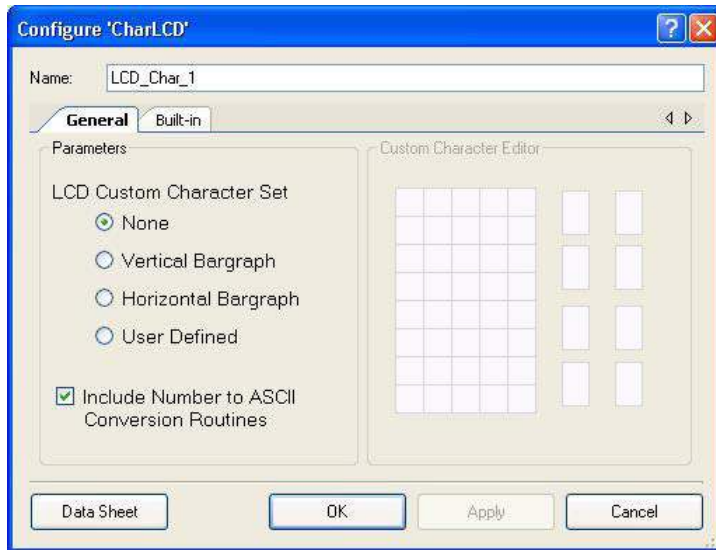 Configure 'CharLCD'
Name: LCD_Char_1
General Built-in
Parameters
LCD Custom Character Set
None
Vertical Bargraph
Horizontal Bargraph
User Defined
Include Number to ASCII
Conversion Routines
Custom Character Editor
Data Sheet OK Apply Cancel